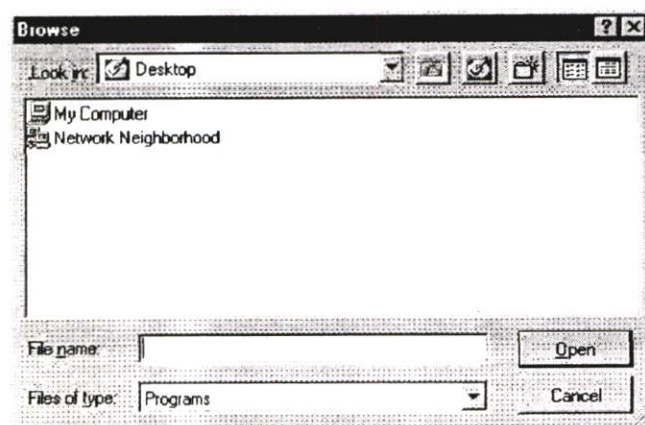 Browse
Look in: Desktop
My Computer
Network Neighborhood
File name: Open
Files of type: Programs Cancel